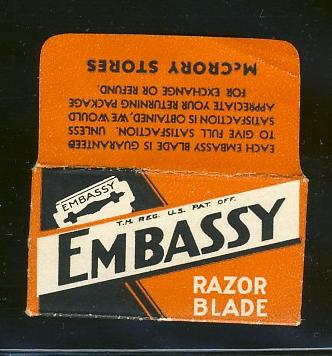 McCRORY STORES
EACH EMBASSY BLADE IS GUARANTEED
TO GIVE FULL SATISFACTION. UNLESS
SATISFACTION IS OBTAINED, WE WOULD
APPRECIATE YOUR RETURNING PACKAGE
FOR EXCHANGE OR REFUND.
EMBASSY
T.M. REG. U.S. PAT. OFF.
EMBASSY
RAZOR
BLADE